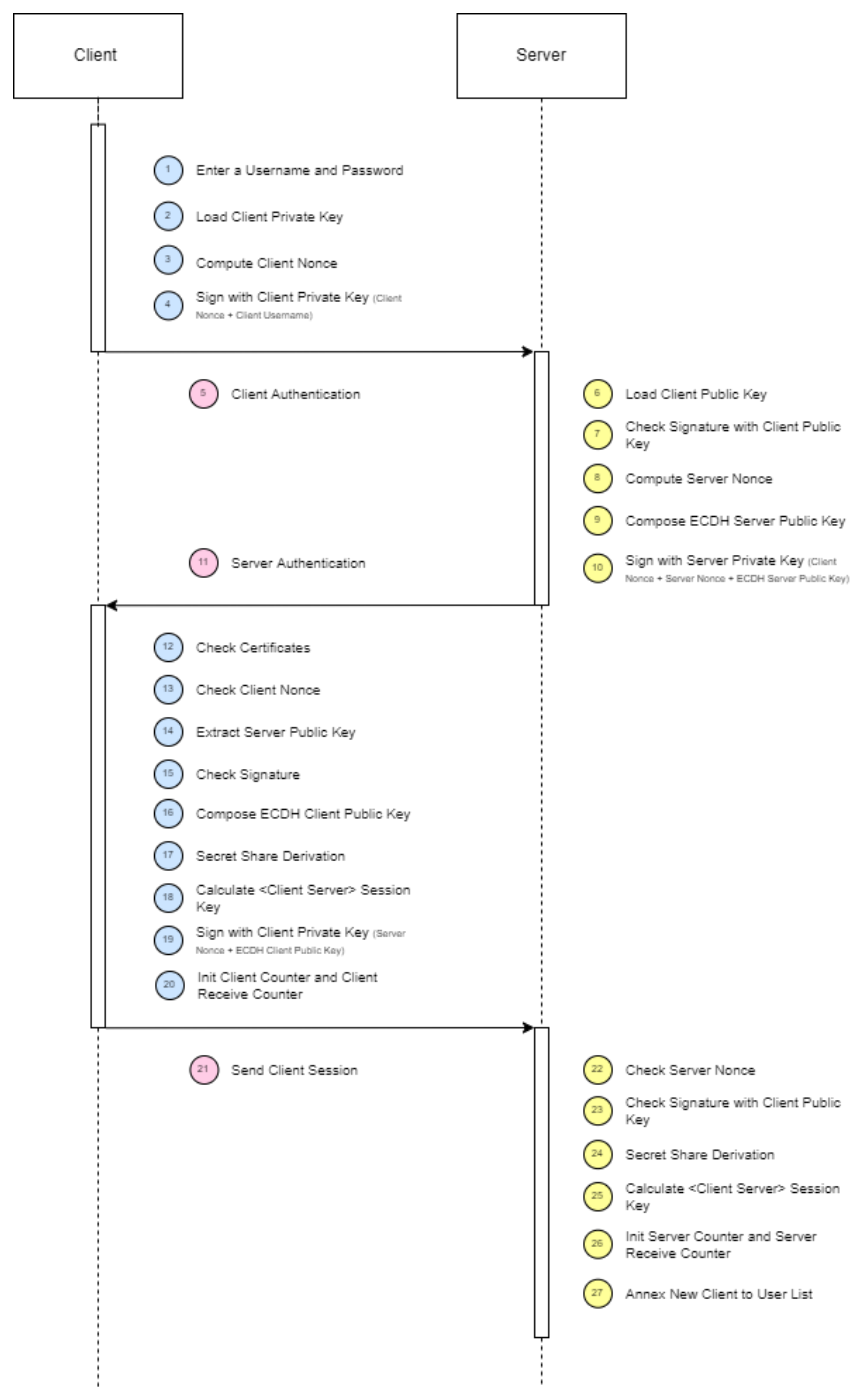 Client
Server
1 Enter a Username and Password
2 Load Client Private Key
3 Compute Client Nonce
4 Sign with Client Private Key (Client
Nonce + Client Username)
5 Client Authentication
6 Load Client Public Key
7 Check Signature with Client Public
Key
8 Compute Server Nonce
9 Compose ECDH Server Public Key
10 Sign with Server Private Key (Client
Nonce + Server Nonce + ECDH Server Public Key)
11 Server Authentication
12 Check Certificates
13 Check Client Nonce
14 Extract Server Public Key
15 Check Signature
16 Compose ECDH Client Public Key
17 Secret Share Derivation
18 Calculate <Client Server> Session
Key
19 Sign with Client Private Key (Server
Nonce + ECDH Client Public Key)
20 Init Client Counter and Client
Receive Counter
21 Send Client Session
22 Check Server Nonce
23 Check Signature with Client Public
Key
24 Secret Share Derivation
25 Calculate <Client Server> Session
Key
26 Init Server Counter and Server
Receive Counter
27 Annex New Client to User List